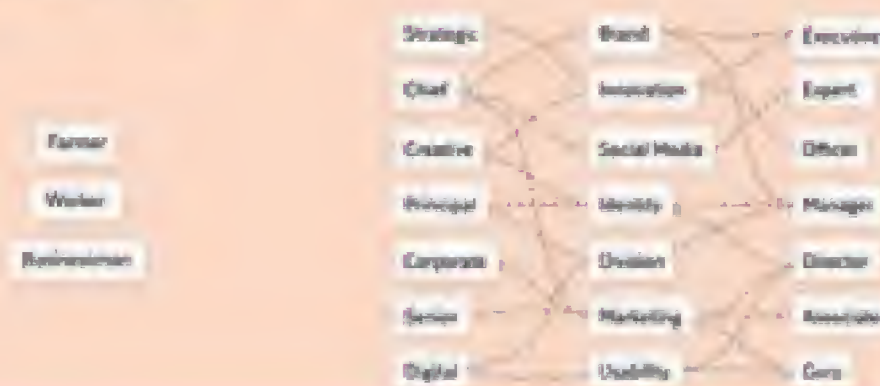 Farmer
Worker
Businessman
Strategic
Chief
Creative
Principal
Corporate
Senior
Digital
Brand
Innovation
Social Media
Identity
Division
Marketing
Usability
Executive
Expert
Officer
Manager
Director
Associate
Guru